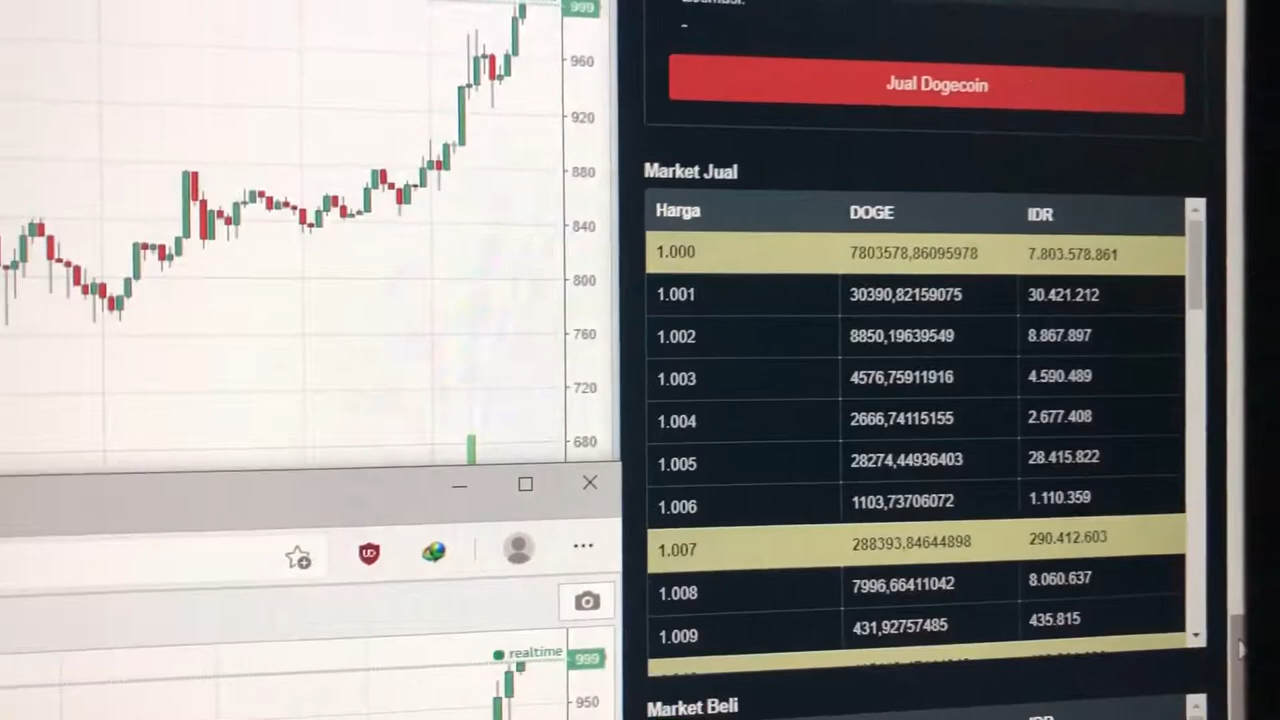 999
960
920
880
840
800
760
720
680
-
Jual Dogecoin
Market Jual
Harga DOGE IDR
1.000 7803578,86095978 7.803.578.861
1.001 30390,82159075 30.421.212
1.002 8850,19639549 8.867.897
1.003 4576,75911916 4.590.489
1.004 2666,74115155 2.677.408
1.005 28274,44936403 28.415.822
1.006 1103,73706072 1.110.359
1.007 288393,84644898 290.412.603
1.008 7996,66411042 8.060.637
1.009 431,92757485 435.815
realtime 999
950
Market Beli
IDR